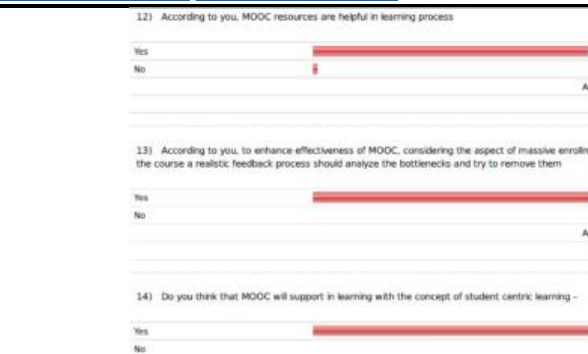 12) According to you, MOOC resources are helpful in learning process
Yes
No
A
13) According to you, to enhance effectiveness of MOOC, considering the aspect of massive enrolln
the course a realistic feedback process should analyze the bottlenecks and try to remove them
Yes
No
A
14) Do you think that MOOC will support in learning with the concept of student centric learning –
Yes
No